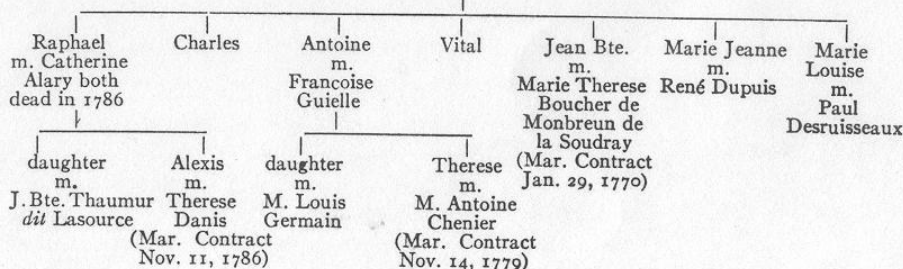 Raphael
m. Catherine
Alary both
dead in 1786
Charles
Antoine
m.
Francoise
Guielle
Vital
Jean Bte.
m.
Marie Therese
Boucher de
Monbreun de
la Soudray
(Mar. Contract
Jan. 29, 1770)
Marie Jeanne
m.
René Dupuis
Marie
Louise
m.
Paul
Desruisseaux
daughter
m.
J. Bte. Thaumur
dit Lasource
Alexis
m.
Therese
Danis
(Mar. Contract
Nov. 11, 1786)
daughter
m.
M. Louis
Germain
Therese
m.
M. Antoine
Chenier
(Mar. Contract
Nov. 14, 1779)